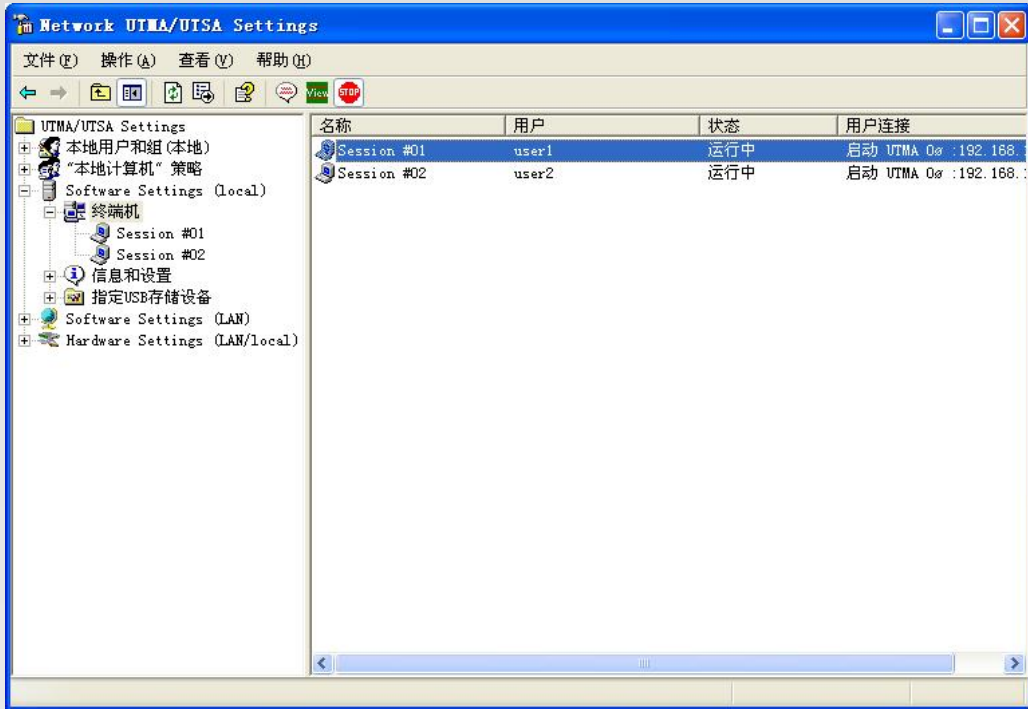 Network UTMA/UTSA Settings
文件(F) 操作(A) 查看(V) 帮助(H)
View STOP
UTMA/UTSA Settings
本地用户和组(本地)
“本地计算机” 策略
Software Settings (local)
终端机
Session #01
Session #02
信息和设置
指定USB存储设备
Software Settings (LAN)
Hardware Settings (LAN/local)
名称 用户 状态 用户连接
Session #01 user1 运行中 启动 UTMA 0ø :192.168.
Session #02 user2 运行中 启动 UTMA 0ø :192.168.